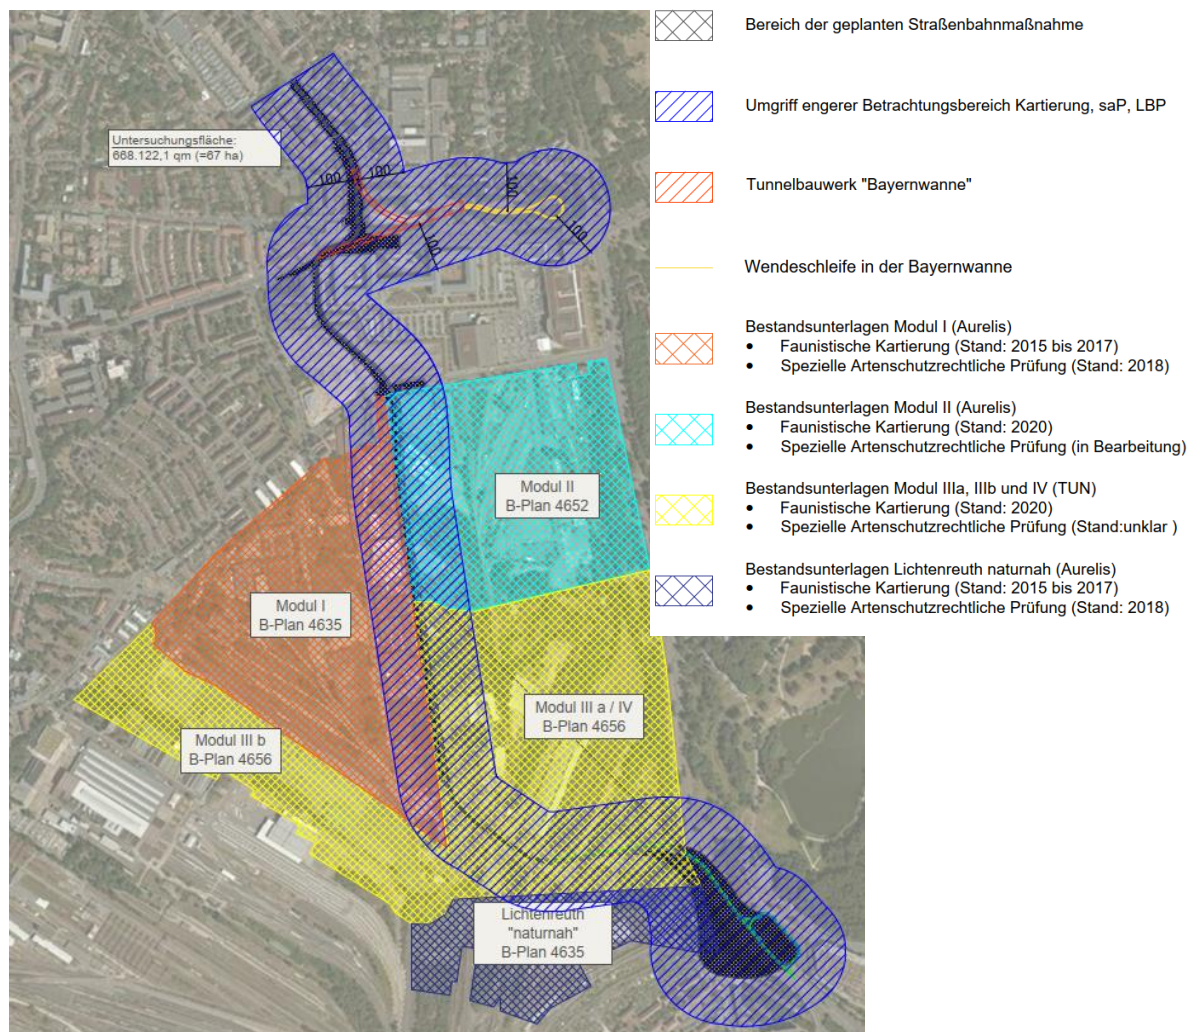 Bereich der geplanten Straßenbahnmaßnahme
Umgriff engerer Betrachtungsbereich Kartierung, saP, LBP
Tunnelbauwerk "Bayernwanne"
Wendeschleife in der Bayernwanne
Bestandsunterlagen Modul I (Aurelis)
• Faunistische Kartierung (Stand: 2015 bis 2017)
• Spezielle Artenschutzrechtliche Prüfung (Stand: 2018)
Bestandsunterlagen Modul II (Aurelis)
• Faunistische Kartierung (Stand: 2020)
• Spezielle Artenschutzrechtliche Prüfung (in Bearbeitung)
Bestandsunterlagen Modul IIIa, IIIb und IV (TUN)
• Faunistische Kartierung (Stand: 2020)
• Spezielle Artenschutzrechtliche Prüfung (Stand:unklar )
Bestandsunterlagen Lichtenreuth naturnah (Aurelis)
• Faunistische Kartierung (Stand: 2015 bis 2017)
• Spezielle Artenschutzrechtliche Prüfung (Stand: 2018)
Untersuchungsfläche:
668.122,1 qm (=67 ha)
100
100
100
100
100
Modul II
B-Plan 4652
Modul I
B-Plan 4635
Modul III a / IV
B-Plan 4656
Modul III b
B-Plan 4656
Lichtenreuth
"naturnah"
B-Plan 4635